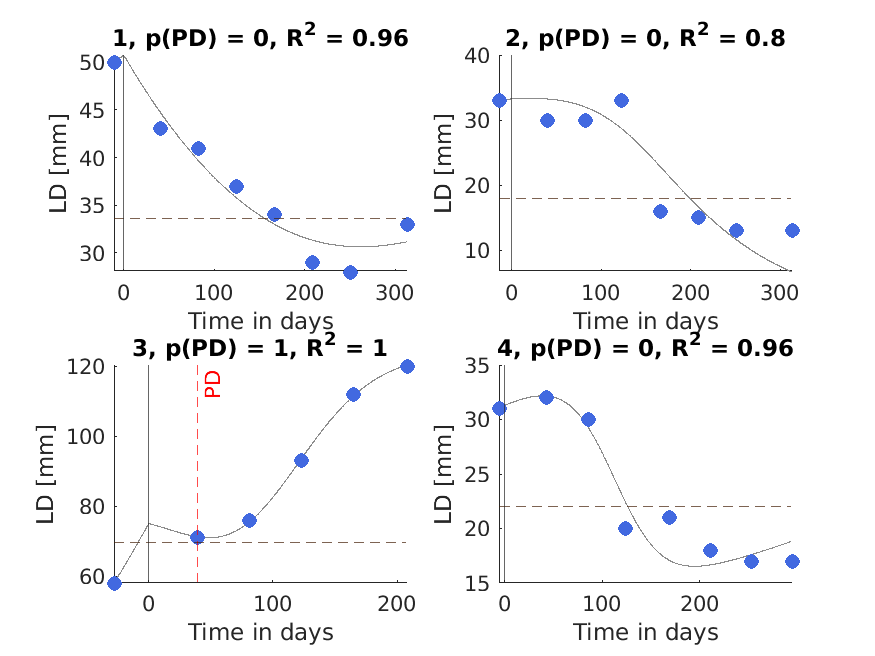 1, p(PD) = 0, R² = 0.96
50
45
40
35
30
LD [mm]
0 100 200 300
Time in days
2, p(PD) = 0, R² = 0.8
40
30
20
10
LD [mm]
0 100 200 300
Time in days
3, p(PD) = 1, R² = 1
120
100
80
60
LD [mm]
PD
0 100 200
Time in days
4, p(PD) = 0, R² = 0.96
35
30
25
20
15
LD [mm]
0 100 200
Time in days